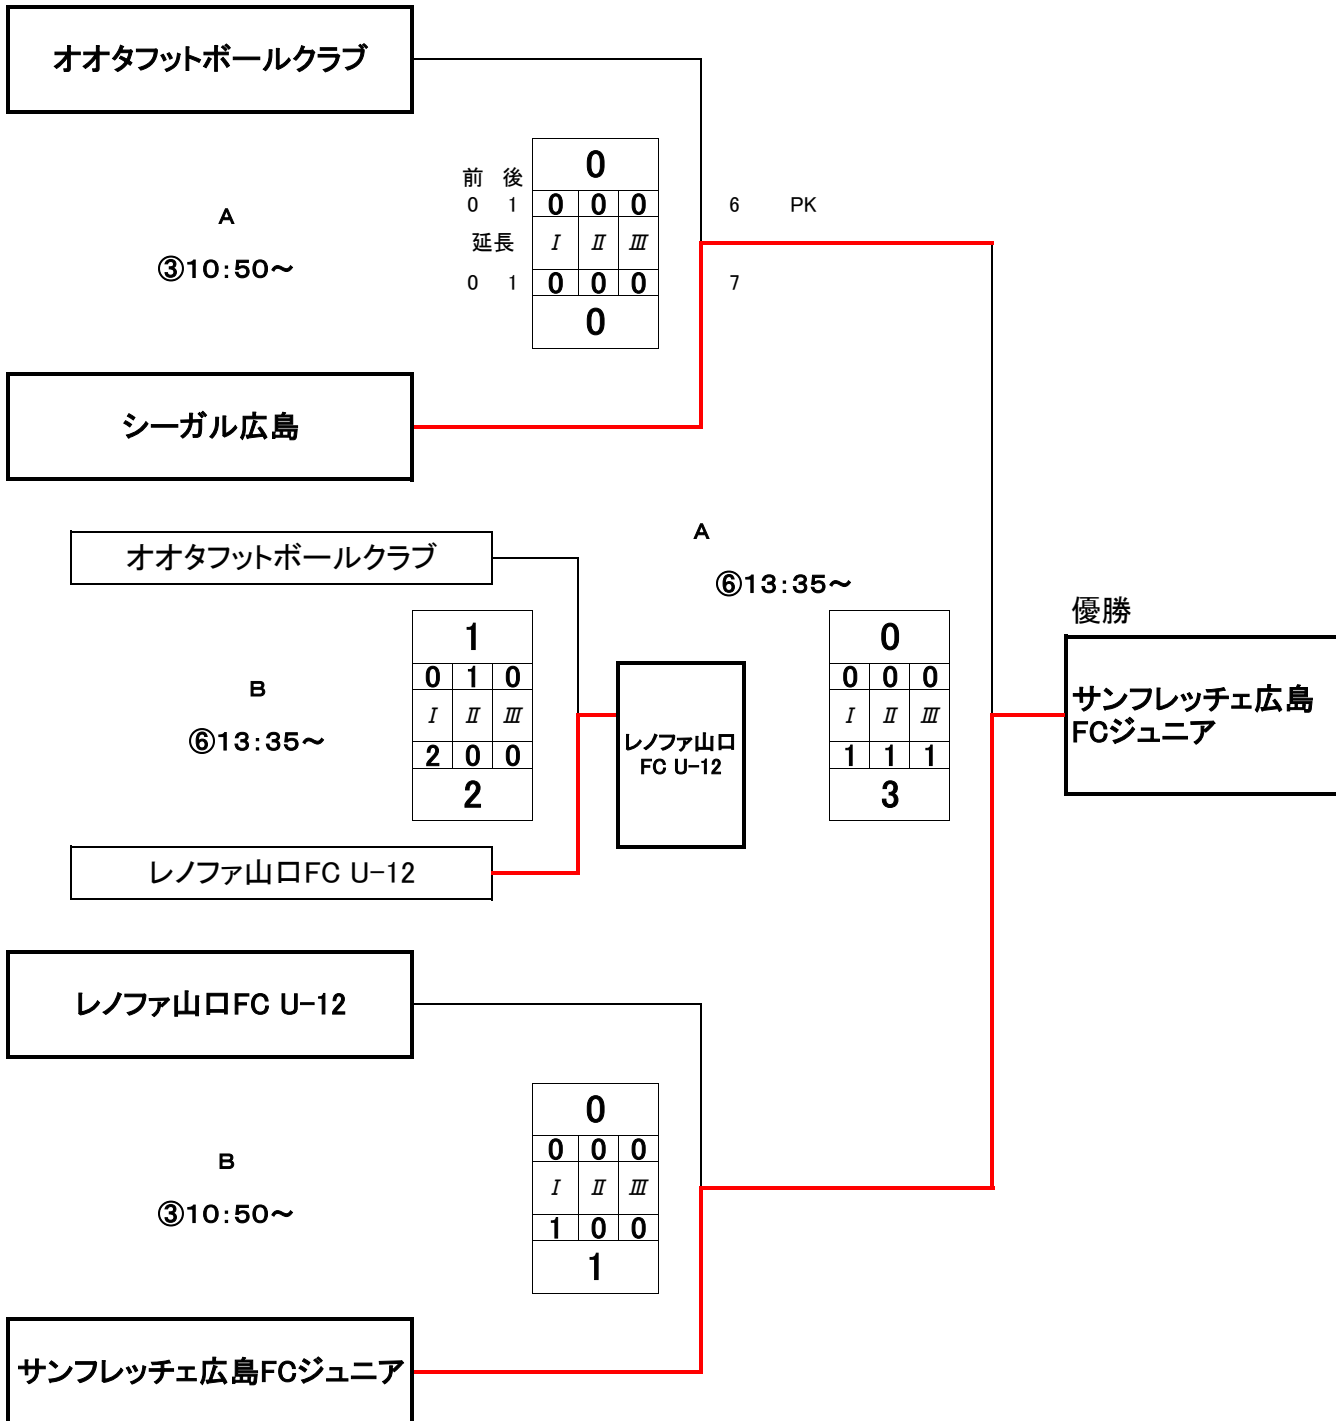 オオタフットボールクラブ
0
前 後
0 1 0 0 0 6 PK
A
延長 Ⅰ Ⅱ Ⅲ
③10:50～
0 1 0 0 0 7
0
シーガル広島
オオタフットボールクラブ
A
⑥13:35～
優勝
1
0 1 0
B
Ⅰ Ⅱ Ⅲ
⑥13:35～
2 0 0
2
レノファ山口
FC U-12
0
0 0 0
Ⅰ Ⅱ Ⅲ
1 1 1
3
サンフレッチェ広島
FCジュニア
レノファ山口FC U-12
レノファ山口FC U-12
0
0 0 0
B
Ⅰ Ⅱ Ⅲ
③10:50～
1 0 0
1
サンフレッチェ広島FCジュニア